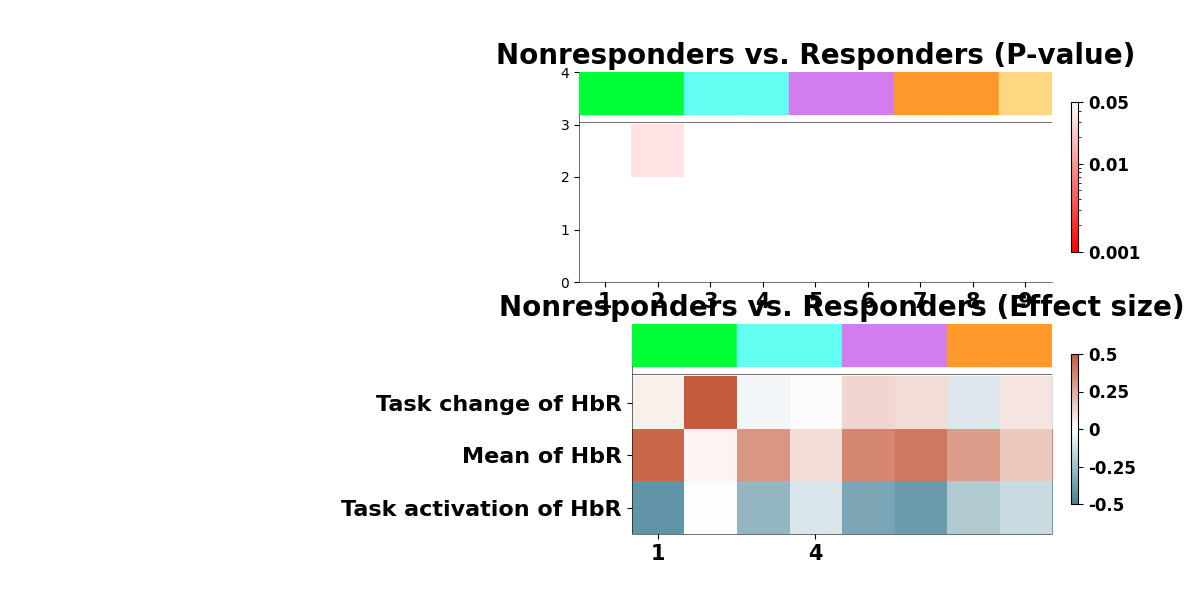 Nonresponders vs. Responders (P-value)
4
3
2
1
0
0.05
0.01
0.001
1 2 3 4 5 6 7 8 9
Nonresponders vs. Responders (Effect size)
Task change of HbR
Mean of HbR
Task activation of HbR
0.5
0.25
0
-0.25
-0.5
1 4